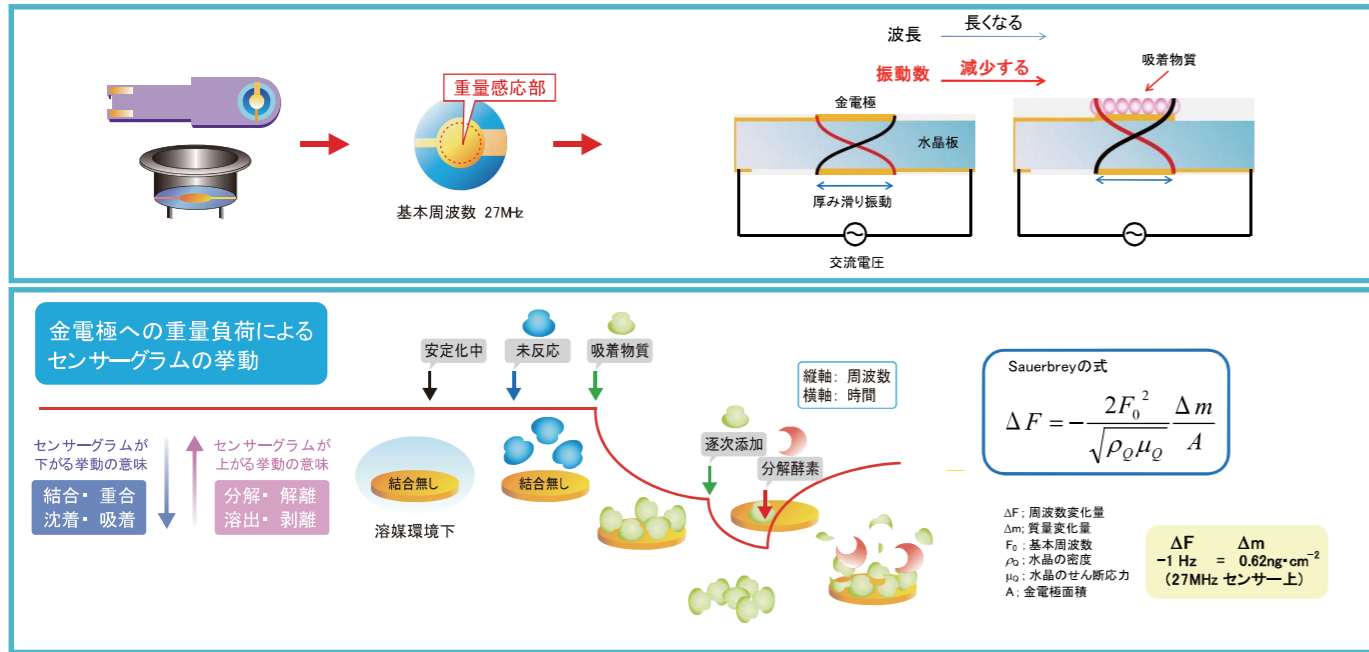 重量感応部
基本周波数 27MHz
波長
長くなる
振動数
減少する
金電極
水晶板
厚み滑り振動
交流電圧
吸着物質
金電極への重量負荷による
センサーグラムの挙動
安定化中
未反応
吸着物質
縦軸: 周波数
横軸: 時間
センサーグラムが
下がる挙動の意味
結合・ 重合
沈着・ 吸着
センサーグラムが
上がる挙動の意味
分解・ 解離
溶出・ 剥離
結合無し
溶媒環境下
結合無し
逐次添加
分解酵素
Sauerbreyの式
ΔF = −2F₀²/√(ρ_Q μ_Q) Δm/A
ΔF; 周波数変化量
Δm; 質量変化量
F₀; 基本周波数
ρ_Q; 水晶の密度
μ_Q; 水晶のせん断応力
A; 金電極面積
ΔF Δm
−1 Hz = 0.62ng・cm⁻²
(27MHz センサー上)